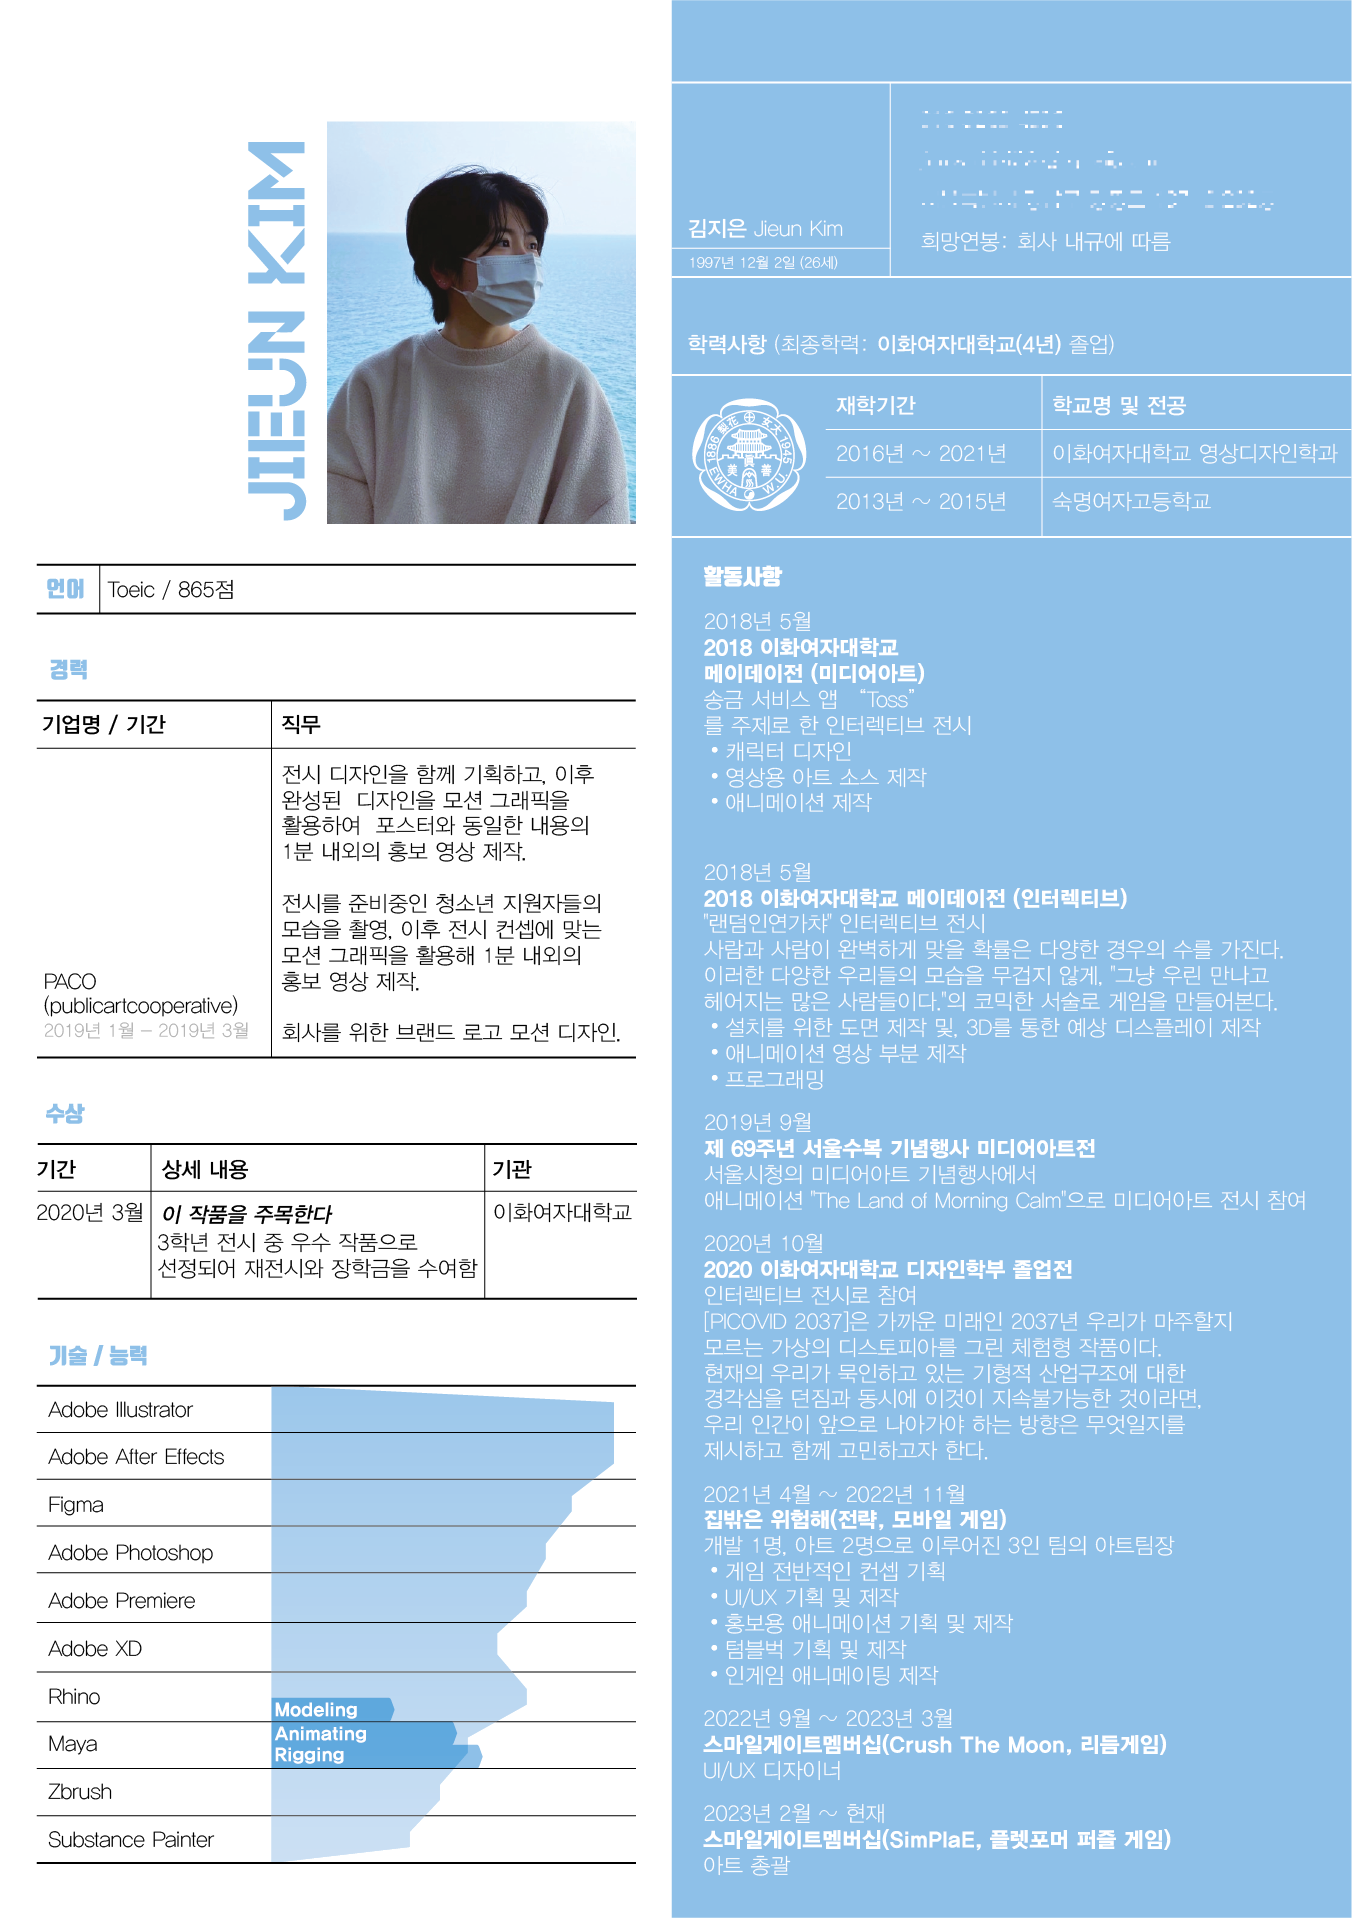 JIEUN KIM
언어
Toeic / 865점
경력
기업명 / 기간
직무
PACO
(publicartcooperative)
2019년 1월 – 2019년 3월
전시 디자인을 함께 기획하고, 이후
완성된 디자인을 모션 그래픽을
활용하여 포스터와 동일한 내용의
1분 내외의 홍보 영상 제작.
전시를 준비중인 청소년 지원자들의
모습을 촬영, 이후 전시 컨셉에 맞는
모션 그래픽을 활용해 1분 내외의
홍보 영상 제작.
회사를 위한 브랜드 로고 모션 디자인.
수상
기간
상세 내용
기관
2020년 3월
이 작품을 주목한다
3학년 전시 중 우수 작품으로
선정되어 재전시와 장학금을 수여함
이화여자대학교
기술 / 능력
Adobe Illustrator
Adobe After Effects
Figma
Adobe Photoshop
Adobe Premiere
Adobe XD
Rhino
Modeling
Maya
Animating
Rigging
Zbrush
Substance Painter
김지은 Jieun Kim
1997년 12월 2일 (26세)
희망연봉: 회사 내규에 따름
학력사항 (최종학력: 이화여자대학교(4년) 졸업)
梨花 女大
1886
1945
眞
美 善
EWHA W.U.
재학기간
학교명 및 전공
2016년 ~ 2021년
이화여자대학교 영상디자인학과
2013년 ~ 2015년
숙명여자고등학교
활동사항
2018년 5월
2018 이화여자대학교
메이데이전 (미디어아트)
송금 서비스 앱 “Toss”
를 주제로 한 인터렉티브 전시
• 캐릭터 디자인
• 영상용 아트 소스 제작
• 애니메이션 제작
2018년 5월
2018 이화여자대학교 메이데이전 (인터렉티브)
"랜덤인연가챠" 인터렉티브 전시
사람과 사람이 완벽하게 맞을 확률은 다양한 경우의 수를 가진다.
이러한 다양한 우리들의 모습을 무겁지 않게, "그냥 우린 만나고
헤어지는 많은 사람들이다."의 코믹한 서술로 게임을 만들어본다.
• 설치를 위한 도면 제작 및, 3D를 통한 예상 디스플레이 제작
• 애니메이션 영상 부분 제작
• 프로그래밍
2019년 9월
제 69주년 서울수복 기념행사 미디어아트전
서울시청의 미디어아트 기념행사에서
애니메이션 "The Land of Morning Calm"으로 미디어아트 전시 참여
2020년 10월
2020 이화여자대학교 디자인학부 졸업전
인터렉티브 전시로 참여
[PICOVID 2037]은 가까운 미래인 2037년 우리가 마주할지
모르는 가상의 디스토피아를 그린 체험형 작품이다.
현재의 우리가 묵인하고 있는 기형적 산업구조에 대한
경각심을 던짐과 동시에 이것이 지속불가능한 것이라면,
우리 인간이 앞으로 나아가야 하는 방향은 무엇일지를
제시하고 함께 고민하고자 한다.
2021년 4월 ~ 2022년 11월
집밖은 위험해(전략, 모바일 게임)
개발 1명, 아트 2명으로 이루어진 3인 팀의 아트팀장
• 게임 전반적인 컨셉 기획
• UI/UX 기획 및 제작
• 홍보용 애니메이션 기획 및 제작
• 텀블벅 기획 및 제작
• 인게임 애니메이팅 제작
2022년 9월 ~ 2023년 3월
스마일게이트멤버십(Crush The Moon, 리듬게임)
UI/UX 디자이너
2023년 2월 ~ 현재
스마일게이트멤버십(SimPlaE, 플렛포머 퍼즐 게임)
아트 총괄